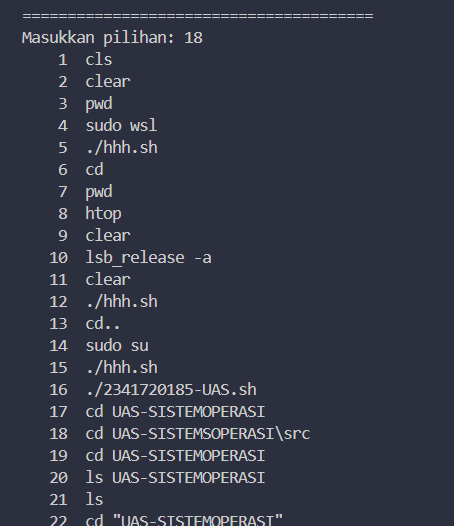 ========================================
Masukkan pilihan: 18
1 cls
2 clear
3 pwd
4 sudo wsl
5 ./hhh.sh
6 cd
7 pwd
8 htop
9 clear
10 lsb_release -a
11 clear
12 ./hhh.sh
13 cd..
14 sudo su
15 ./hhh.sh
16 ./2341720185-UAS.sh
17 cd UAS-SISTEMOPERASI
18 cd UAS-SISTEMSOPERASI\src
19 cd UAS-SISTEMOPERASI
20 ls UAS-SISTEMOPERASI
21 ls
22 cd "UAS-SISTEMOPERASI"